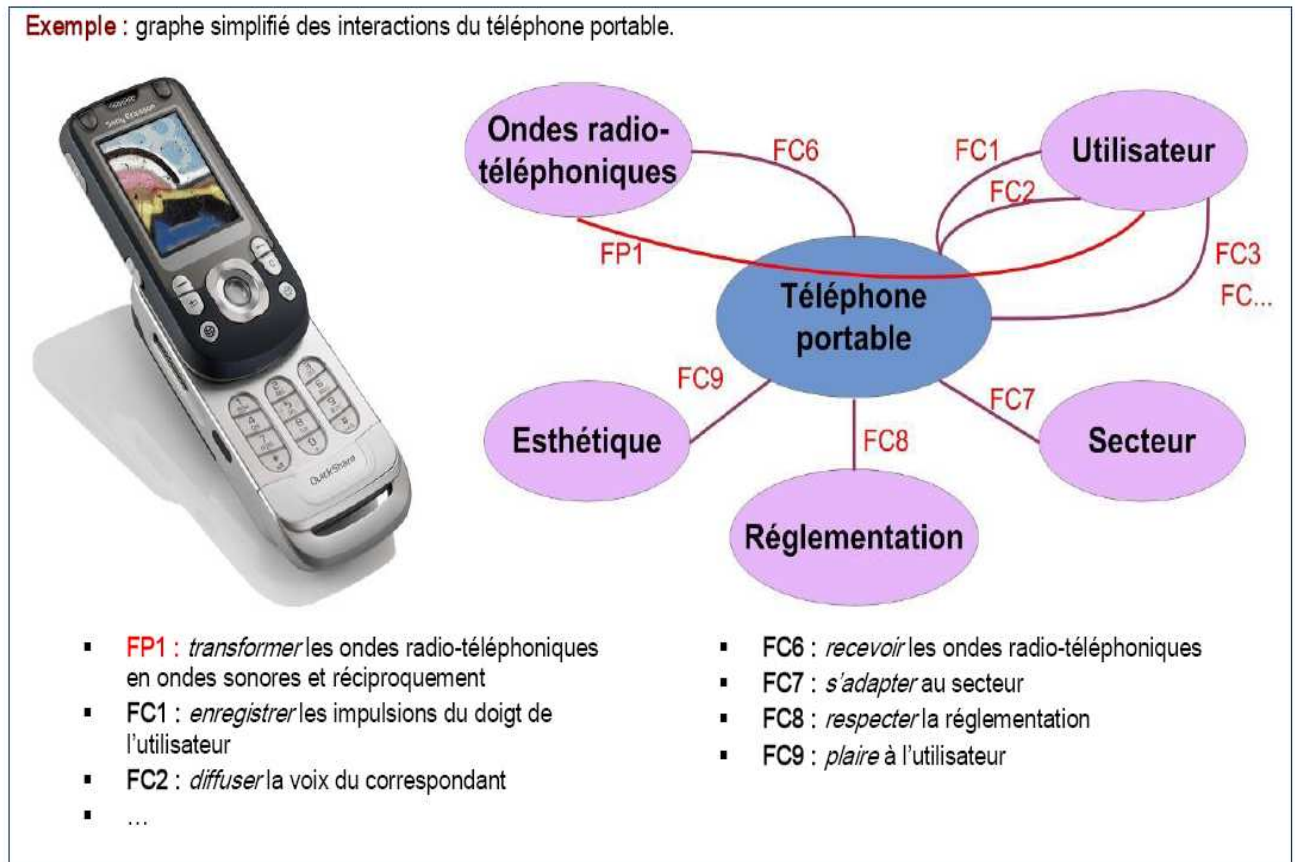 Exemple : graphe simplifié des interactions du téléphone portable.
Sony Ericsson
QuickShare
Ondes radio-
téléphoniques
FC6
FC1
Utilisateur
FC2
FP1
FC3
FC...
Téléphone
portable
FC9
FC7
Esthétique
FC8
Secteur
Réglementation
▪ FP1 : transformer les ondes radio-téléphoniques
en ondes sonores et réciproquement
▪ FC1 : enregistrer les impulsions du doigt de
l'utilisateur
▪ FC2 : diffuser la voix du correspondant
▪ …
▪ FC6 : recevoir les ondes radio-téléphoniques
▪ FC7 : s'adapter au secteur
▪ FC8 : respecter la réglementation
▪ FC9 : plaire à l'utilisateur